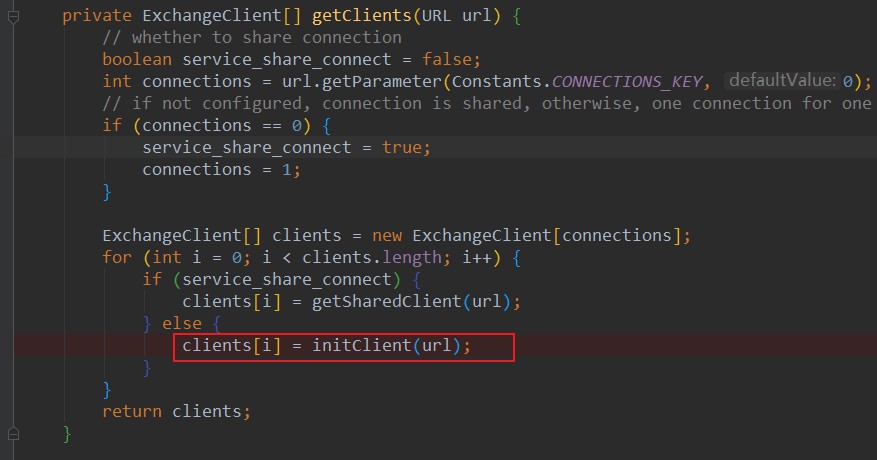 private ExchangeClient[] getClients(URL url) {
// whether to share connection
boolean service_share_connect = false;
int connections = url.getParameter(Constants.CONNECTIONS_KEY, defaultValue: 0);
// if not configured, connection is shared, otherwise, one connection for one
if (connections == 0) {
service_share_connect = true;
connections = 1;
}
ExchangeClient[] clients = new ExchangeClient[connections];
for (int i = 0; i < clients.length; i++) {
if (service_share_connect) {
clients[i] = getSharedClient(url);
} else {
clients[i] = initClient(url);
}
}
return clients;
}